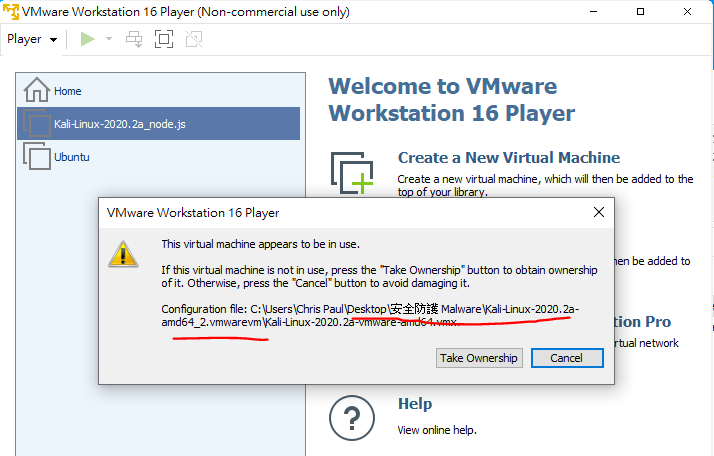 VMware Workstation 16 Player (Non-commercial use only)
Player
Home
Kali-Linux-2020.2a_node.js
Ubuntu
Welcome to VMware
Workstation 16 Player
Create a New Virtual Machine
Create a new virtual machine, which will then be added to the
top of your library.
VMware Workstation 16 Player
This virtual machine appears to be in use.
If this virtual machine is not in use, press the "Take Ownership" button to obtain ownership
of it. Otherwise, press the "Cancel" button to avoid damaging it.
Configuration file: C:\Users\Chris Paul\Desktop\安全防護 Malware\Kali-Linux-2020.2a-
amd64_2.vmwarevm\Kali-Linux-2020.2a-vmware-amd64.vmx.
Take Ownership
Cancel
hen be added to
tion Pro
irtual network
Help
View online help.